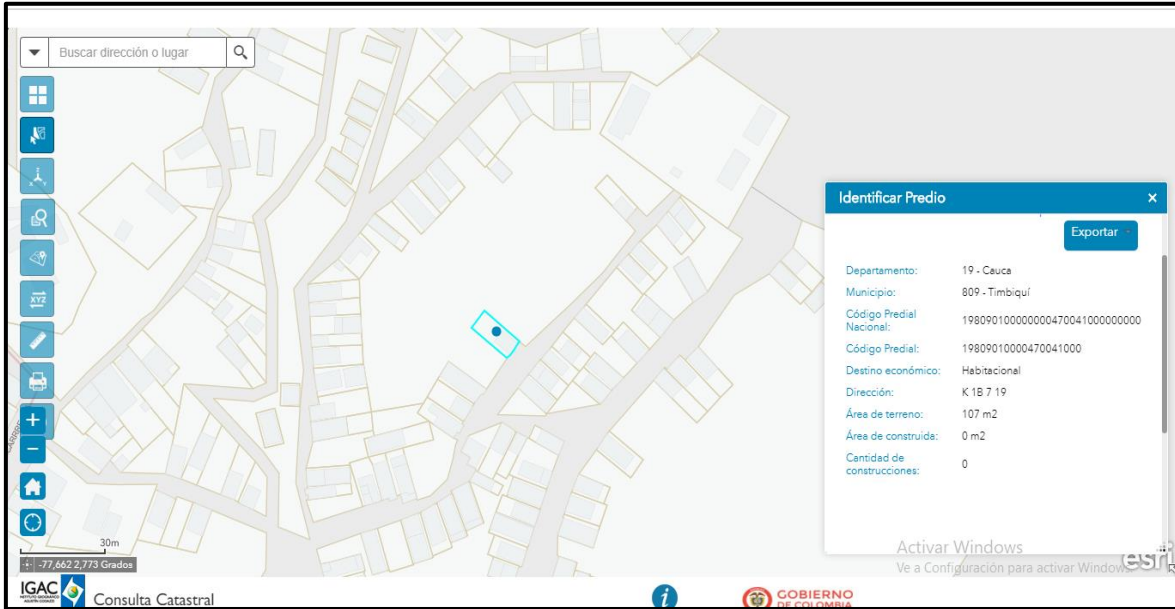 Buscar dirección o lugar
Identificar Predio
Exportar
Departamento: 19 - Cauca
Municipio: 809 - Timbiquí
Código Predial
Nacional: 198090100000000470041000000000
Código Predial: 19809010000470041000
Destino económico: Habitacional
Dirección: K 1B 7 19
Área de terreno: 107 m2
Área de construida: 0 m2
Cantidad de
construcciones: 0
XYZ
30m
-77,662 2,773 Grados
Activar Windows
Ve a Configuración para activar Windows.
esri
IGAC
Consulta Catastral
GOBIERNO
DE COLOMBIA